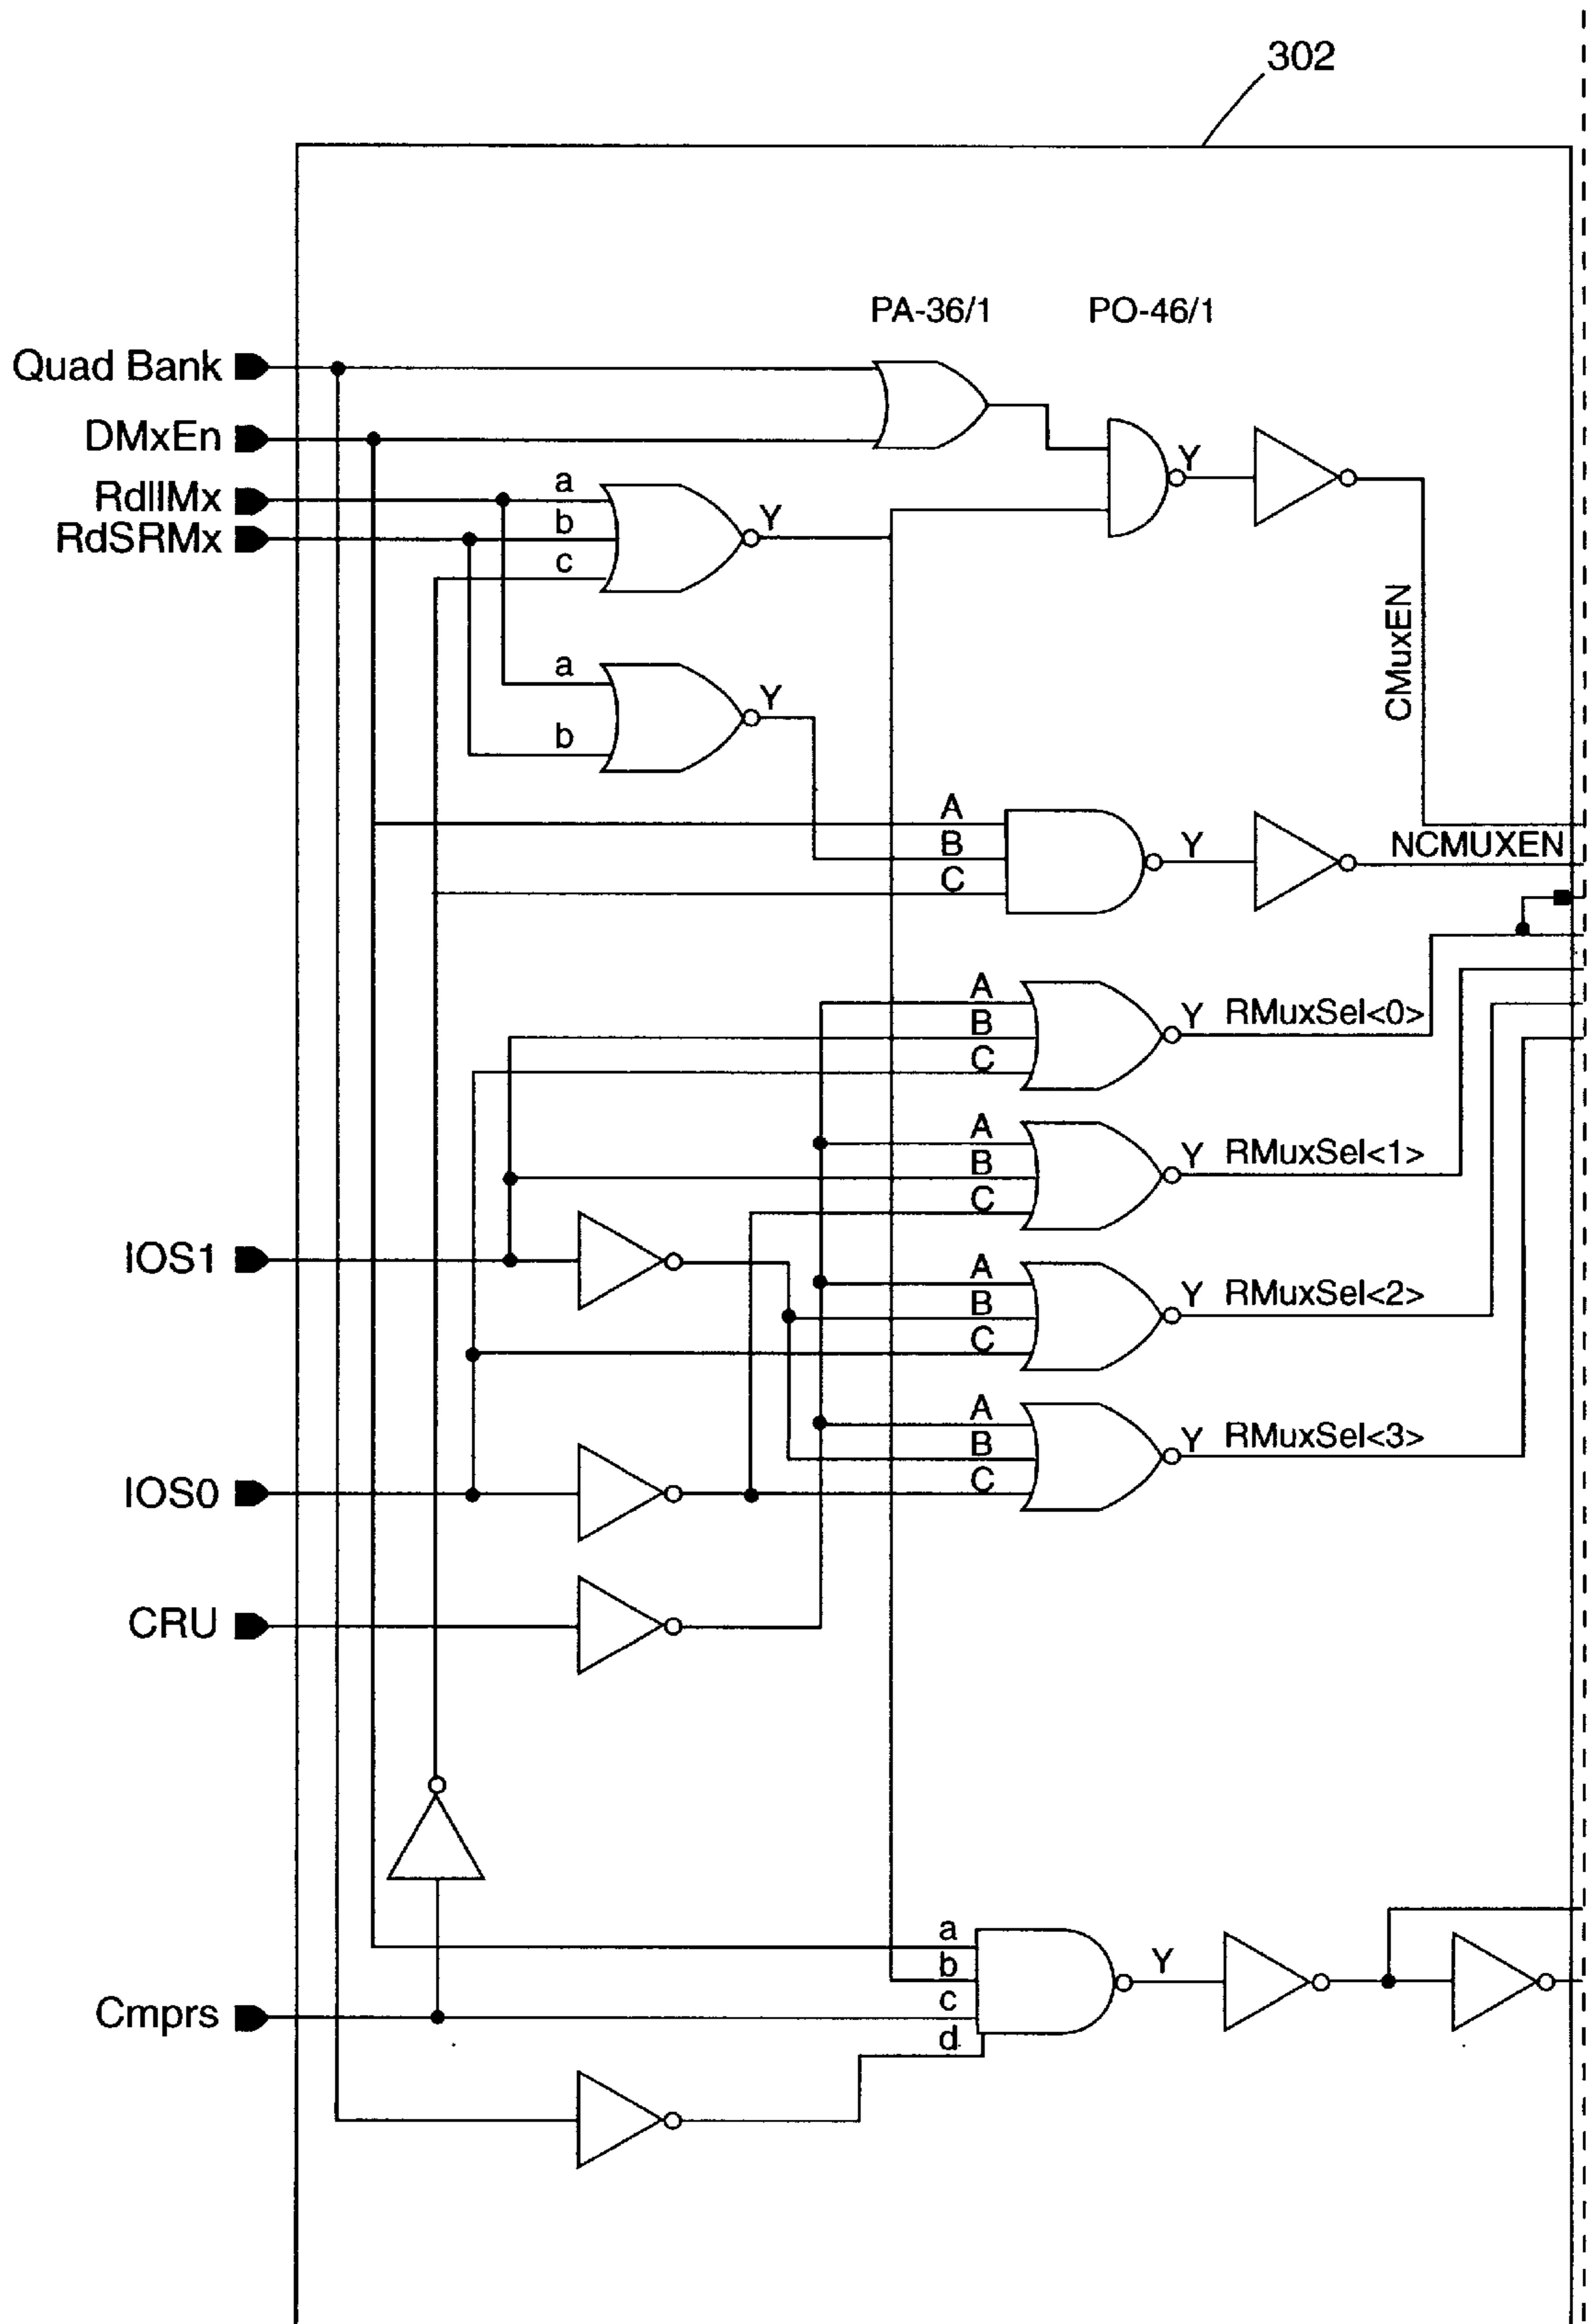 302
PA-36/1 PO-46/1
Quad Bank
DMxEn
RdIIMx
RdSRMx
a
b
c
Y
Y
a
b
Y
CMuxEN
A
B
C
Y
NCMUXEN
A
B
C
Y RMuxSel<0>
A
B
C
Y RMuxSel<1>
IOS1
A
B
C
Y RMuxSel<2>
A
B
C
Y RMuxSel<3>
IOS0
CRU
Cmprs
a
b
c
d
Y